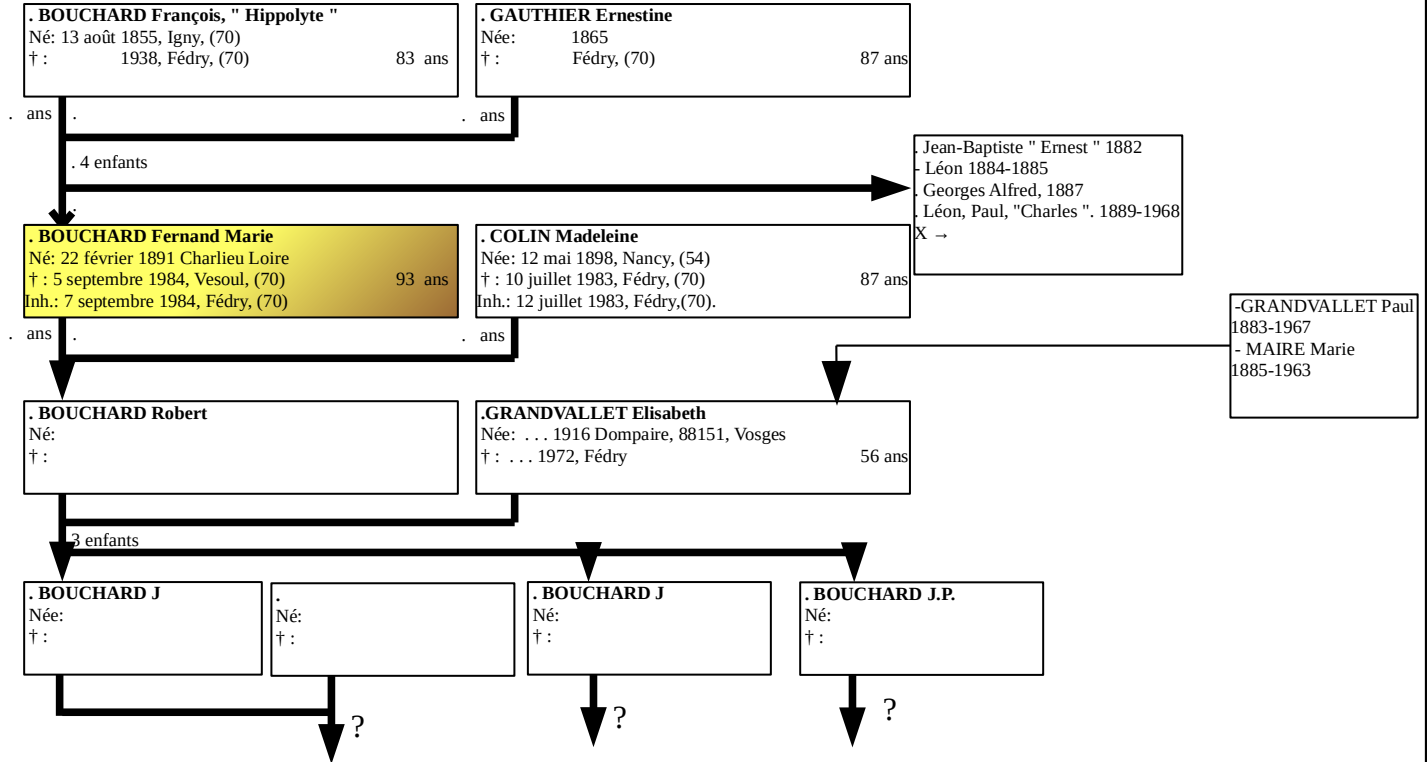 . BOUCHARD François, " Hippolyte "
Né: 13 août 1855, Igny, (70)
† : 1938, Fédry, (70) 83 ans
. GAUTHIER Ernestine
Née: 1865
† : Fédry, (70) 87 ans
. ans .
. ans
. 4 enfants
. Jean-Baptiste " Ernest " 1882
- Léon 1884-1885
. Georges Alfred, 1887
. Léon, Paul, "Charles ". 1889-1968
X →
.
. BOUCHARD Fernand Marie
Né: 22 février 1891 Charlieu Loire
† : 5 septembre 1984, Vesoul, (70) 93 ans
Inh.: 7 septembre 1984, Fédry, (70)
. COLIN Madeleine
Née: 12 mai 1898, Nancy, (54)
† : 10 juillet 1983, Fédry, (70) 87 ans
Inh.: 12 juillet 1983, Fédry,(70).
-GRANDVALLET Paul
1883-1967
- MAIRE Marie
1885-1963
. ans .
. ans
. BOUCHARD Robert
Né:
† :
.GRANDVALLET Elisabeth
Née: . . . 1916 Dompaire, 88151, Vosges
† : . . . 1972, Fédry 56 ans
3 enfants
. BOUCHARD J
Née:
† :
.
Né:
† :
. BOUCHARD J
Né:
† :
. BOUCHARD J.P.
Né:
† :
?
?
?